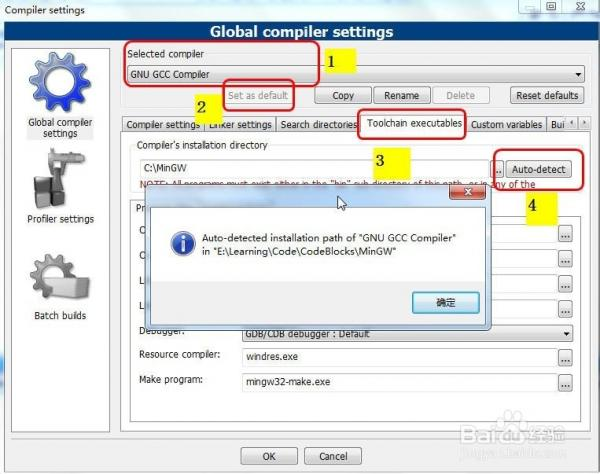 Compiler settings
Global compiler settings
Selected compiler
1
GNU GCC Compiler
2
Set as default
Copy
Rename
Delete
Reset defaults
Global compiler
settings
Compiler settings
Linker settings
Search directories
Toolchain executables
Custom variables
Bui
Compiler's installation directory
3
C:\MinGW
..
Auto-detect
NOTE: All programs must exist either in the "bin" sub-directory of this path, or in any of the
4
Profiler settings
Auto-detected installation path of "GNU GCC Compiler"
in "E:\Learning\Code\CodeBlocks\MinGW"
确定
Batch builds
Debugger:
GDB/CDB debugger : Default
Resource compiler:
windres.exe
...
Make program:
mingw32-make.exe
...
OK
Cancel
Baidu 经验
jingyan.baidu.com